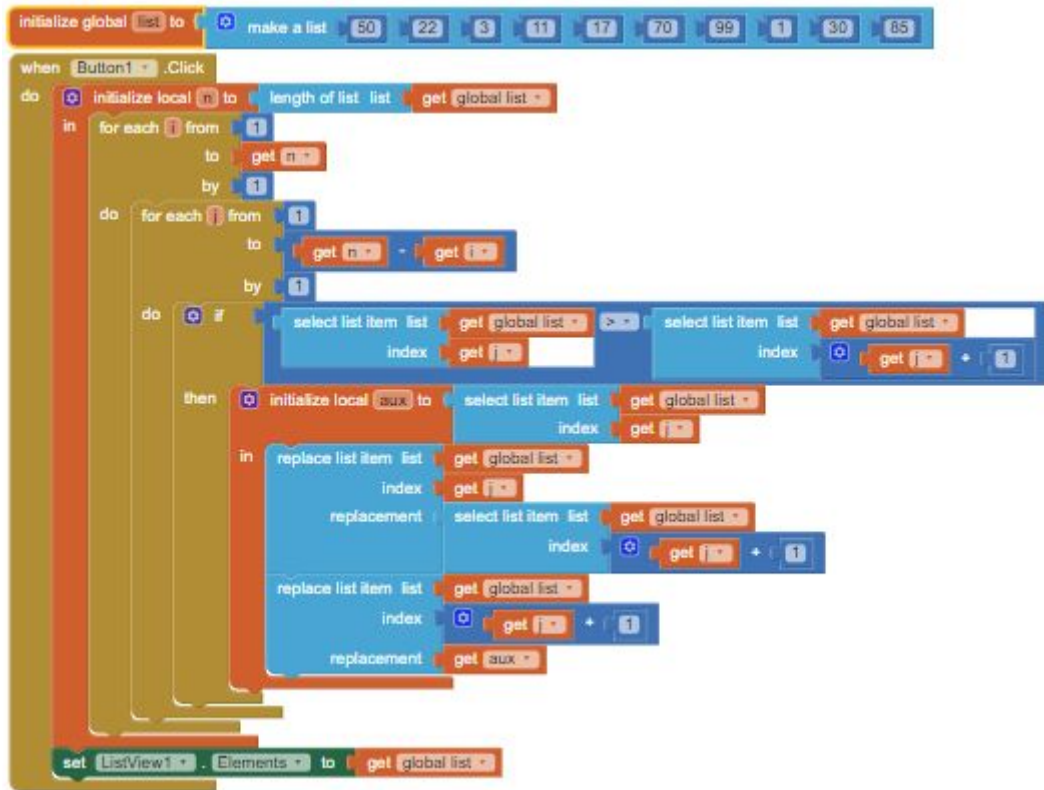 initialize global list to make a list 50 22 3 11 17 70 99 1 30 85
when Button1 .Click
do initialize local n to length of list list get global list
in for each i from 1
to get n
by 1
do for each j from 1
to get n - get i
by 1
do if select list item list get global list > select list item list get global list
index get j index get j + 1
then initialize local aux to select list item list get global list
index get j
in replace list item list get global list
index get j
replacement select list item list get global list
index get j + 1
replace list item list get global list
index get j + 1
replacement get aux
set ListView1 . Elements to get global list